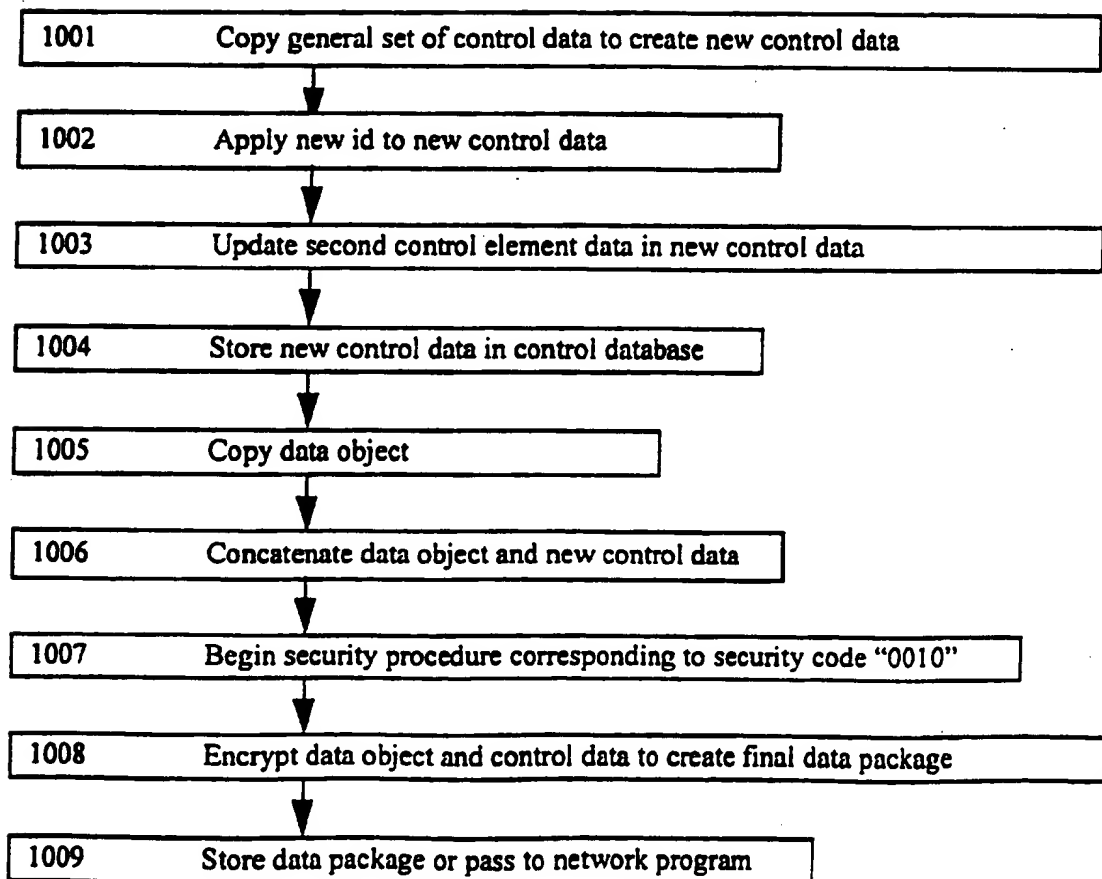 1001 Copy general set of control data to create new control data
1002 Apply new id to new control data
1003 Update second control element data in new control data
1004 Store new control data in control database
1005 Copy data object
1006 Concatenate data object and new control data
1007 Begin security procedure corresponding to security code “0010”
1008 Encrypt data object and control data to create final data package
1009 Store data package or pass to network program